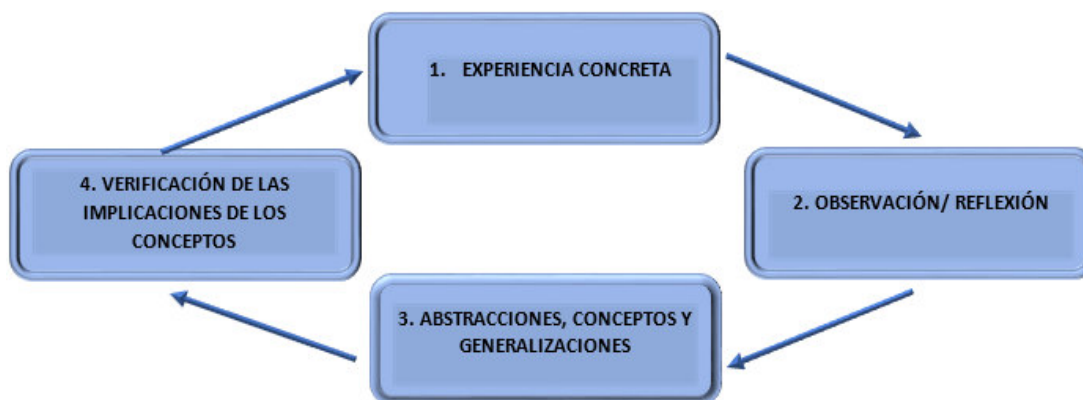 1. EXPERIENCIA CONCRETA
2. OBSERVACIÓN/ REFLEXIÓN
3. ABSTRACCIONES, CONCEPTOS Y
GENERALIZACIONES
4. VERIFICACIÓN DE LAS
IMPLICACIONES DE LOS
CONCEPTOS